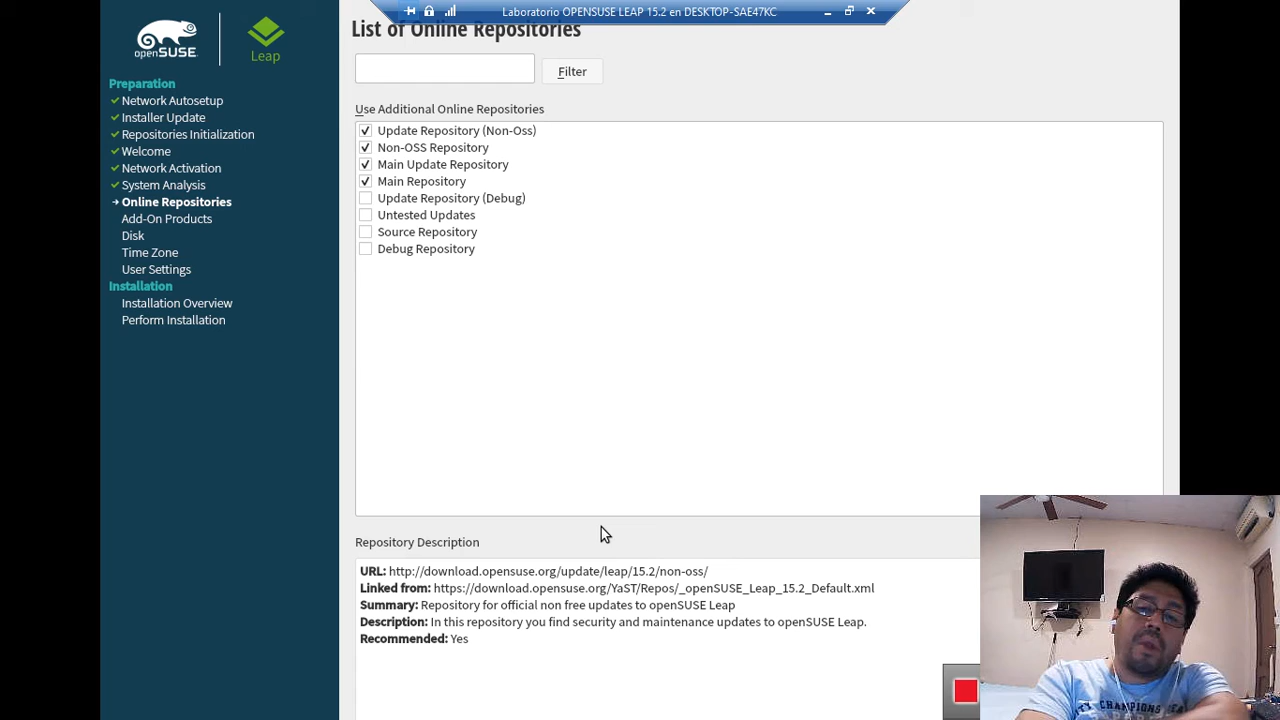 Laboratorio OPENSUSE LEAP 15.2 en DESKTOP-SAE47KC
openSUSE
Leap
Preparation
Network Autosetup
Installer Update
Repositories Initialization
Welcome
Network Activation
System Analysis
Online Repositories
Add-On Products
Disk
Time Zone
User Settings
Installation
Installation Overview
Perform Installation
List of Online Repositories
Filter
Use Additional Online Repositories
Update Repository (Non-Oss)
Non-OSS Repository
Main Update Repository
Main Repository
Update Repository (Debug)
Untested Updates
Source Repository
Debug Repository
Repository Description
URL: http://download.opensuse.org/update/leap/15.2/non-oss/
Linked from: https://download.opensuse.org/YaST/Repos/_openSUSE_Leap_15.2_Default.xml
Summary: Repository for official non free updates to openSUSE Leap
Description: In this repository you find security and maintenance updates to openSUSE Leap.
Recommended: Yes